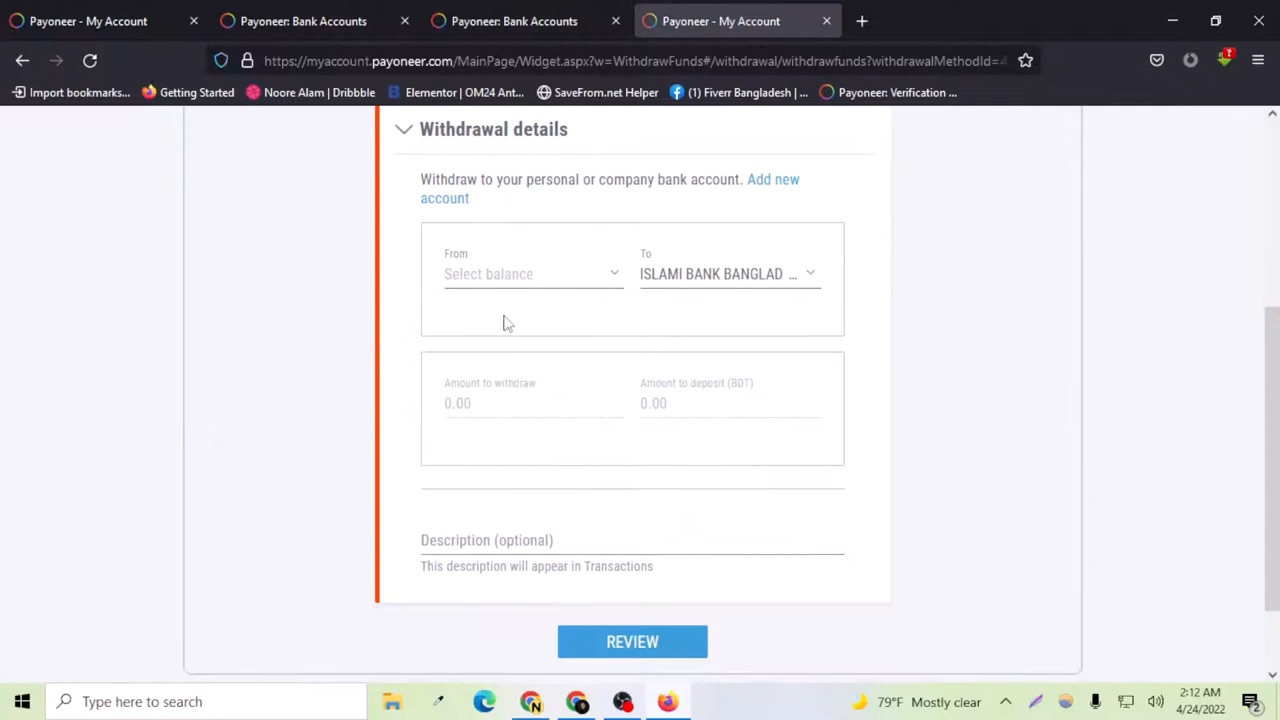 Payoneer - My Account
Payoneer: Bank Accounts
Payoneer: Bank Accounts
Payoneer - My Account
https://myaccount.payoneer.com/MainPage/Widget.aspx?w=WithdrawFunds#/withdrawal/withdrawfunds?withdrawalMethodId=4
Import bookmarks...
Getting Started
Noore Alam | Dribbble
Elementor | OM24 Ant...
SaveFrom.net Helper
(1) Fiverr Bangladesh | ...
Payoneer: Verification ...
Withdrawal details
Withdraw to your personal or company bank account. Add new
account
From
To
Select balance
ISLAMI BANK BANGLAD ...
Amount to withdraw
Amount to deposit (BDT)
0.00
0.00
Description (optional)
This description will appear in Transactions
REVIEW
Type here to search
79°F Mostly clear
2:12 AM
4/24/2022
2